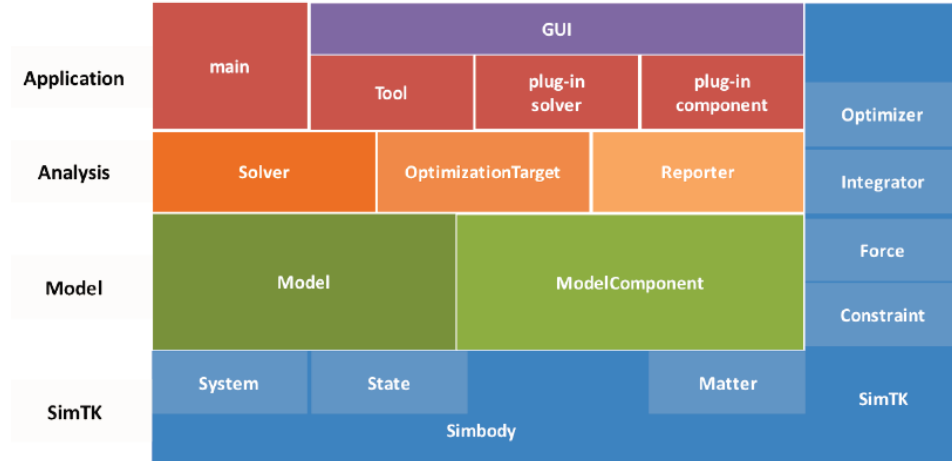 GUI
main
Application
Tool
plug-in
solver
plug-in
component
Optimizer
Analysis
Solver
OptimizationTarget
Reporter
Integrator
Force
Model
Model
ModelComponent
Constraint
System
State
Matter
SimTK
SimTK
Simbody